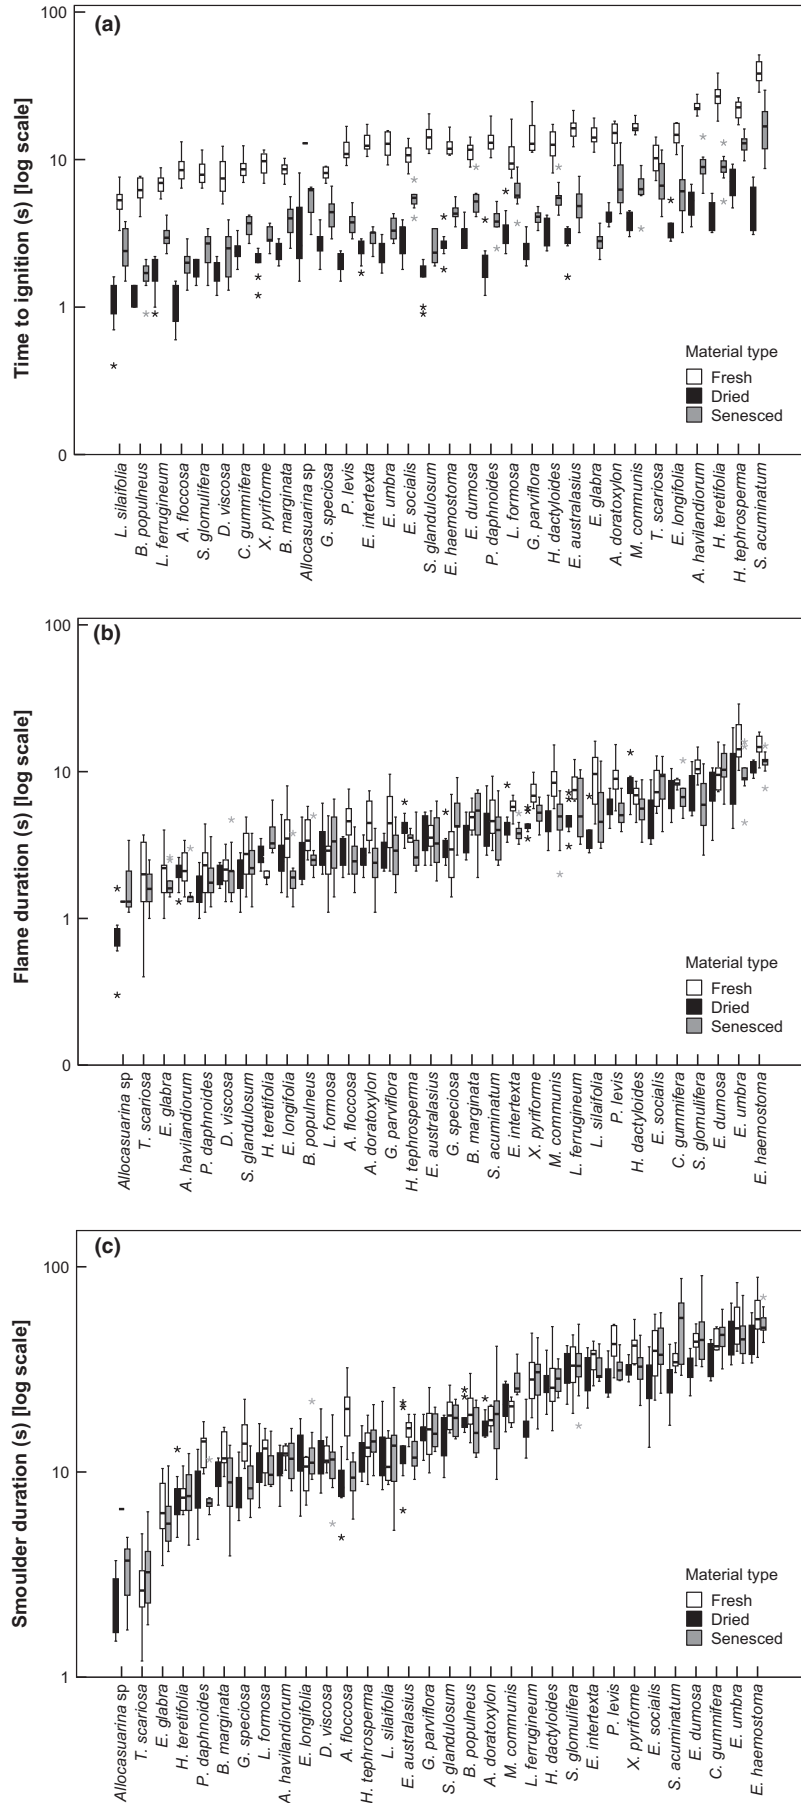 (a)
Time to ignition (s) [log scale]
100
10
1
0
Material type
Fresh
Dried
Senesced
L. silaifolia
B. populneus
L. ferrugineum
A. floccosa
S. glomulifera
D. viscosa
C. gummifera
X. pyriforme
B. marginata
Allocasuarina sp
G. speciosa
P. levis
E. intertexta
E. umbra
E. socialis
S. glandulosum
E. haemostoma
E. dumosa
P. daphnoides
L. formosa
G. parviflora
H. dactyloides
E. australasius
E. glabra
A. doratoxylon
M. communis
T. scariosa
E. longifolia
A. havilandiorum
H. teretifolia
H. tephrosperma
S. acuminatum
(b)
Flame duration (s) [log scale]
100
10
1
0
Material type
Fresh
Dried
Senesced
Allocasuarina sp
T. scariosa
E. glabra
A. havilandiorum
P. daphnoides
D. viscosa
S. glandulosum
H. teretifolia
E. longifolia
B. populneus
L. formosa
A. floccosa
A. doratoxylon
G. parviflora
H. tephrosperma
E. australasius
G. speciosa
B. marginata
S. acuminatum
E. intertexta
X. pyriforme
M. communis
L. ferrugineum
L. silaifolia
P. levis
H. dactyloides
E. socialis
C. gummifera
S. glomulifera
E. dumosa
E. umbra
E. haemostoma
(c)
Smoulder duration (s) [log scale]
100
10
1
Material type
Fresh
Dried
Senesced
Allocasuarina sp
T. scariosa
E. glabra
H. teretifolia
P. daphnoides
B. marginata
G. speciosa
L. formosa
A. havilandiorum
E. longifolia
D. viscosa
A. floccosa
H. tephrosperma
L. silaifolia
E. australasius
G. parviflora
S. glandulosum
B. populneus
A. doratoxylon
M. communis
L. ferrugineum
H. dactyloides
S. glomulifera
E. intertexta
P. levis
X. pyriforme
E. socialis
S. acuminatum
E. dumosa
C. gummifera
E. umbra
E. haemostoma